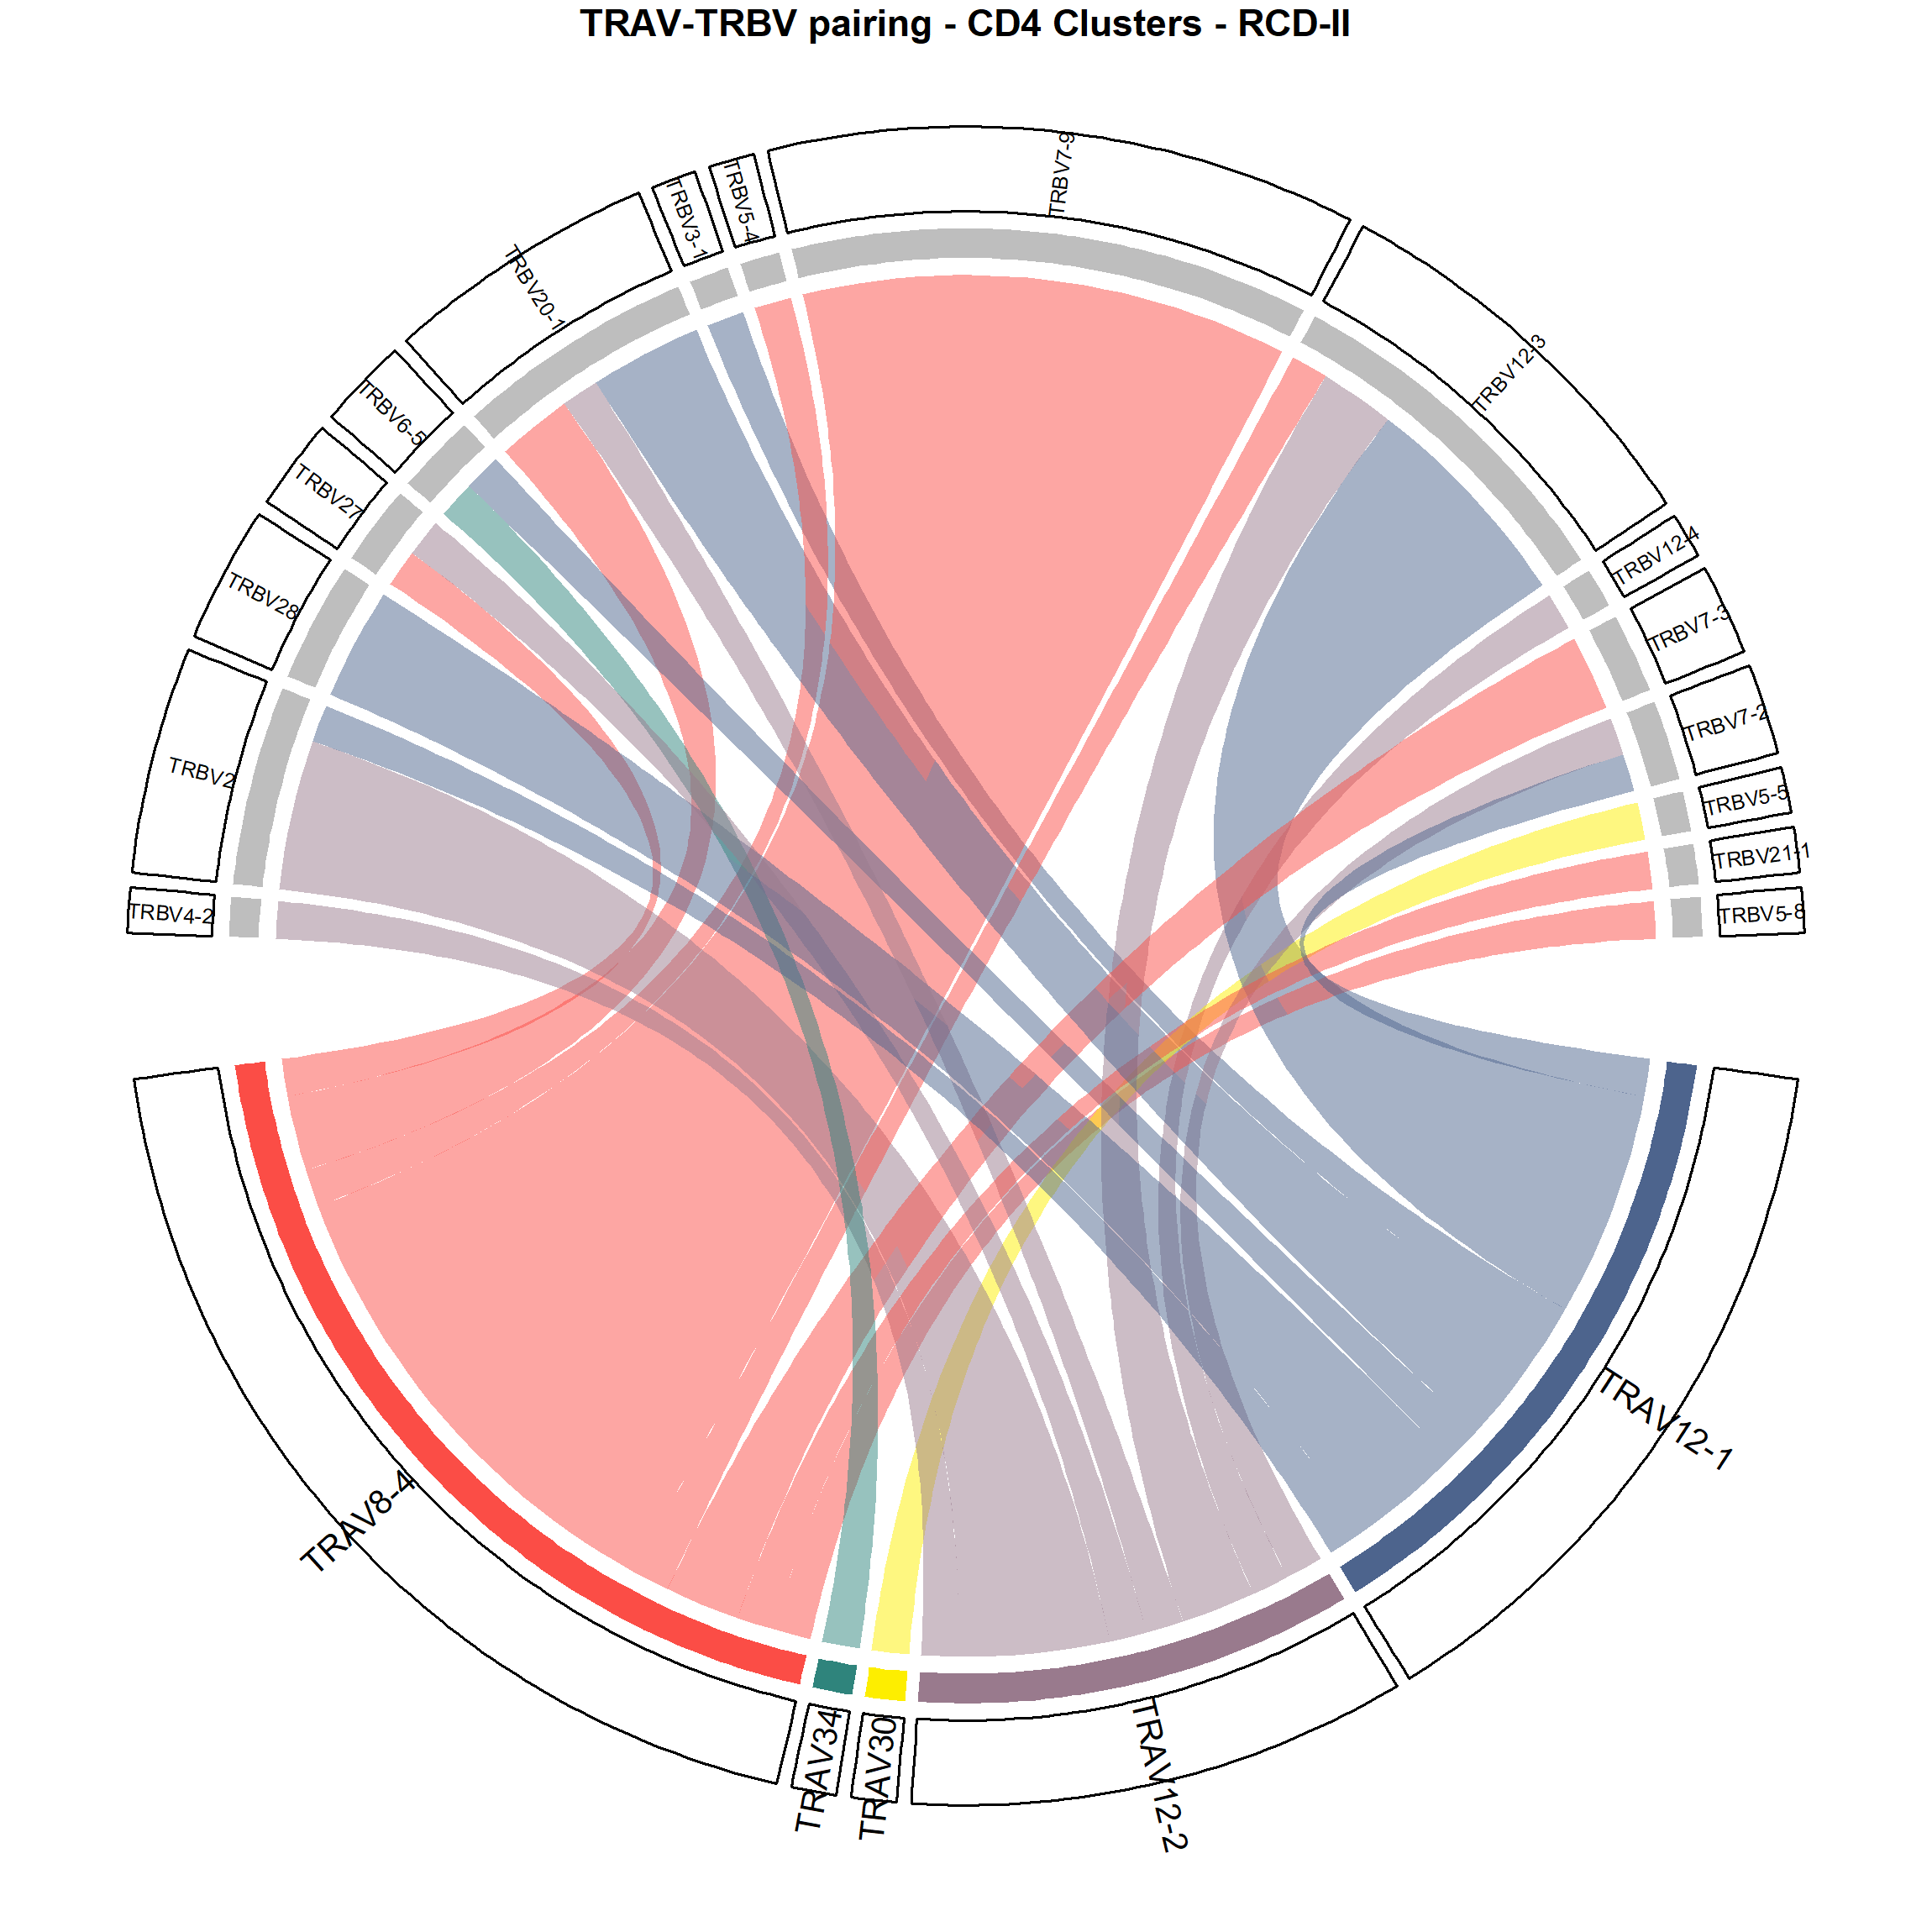 TRAV-TRBV pairing - CD4 Clusters - RCD-II
TRBV4-2
TRBV2
TRBV28
TRBV27
TRBV6-5
TRBV20-1
TRBV3-1
TRBV5-4
TRBV7-9
TRBV12-3
TRBV12-4
TRBV7-3
TRBV7-2
TRBV5-5
TRBV21-1
TRBV5-8
TRAV12-1
TRAV12-2
TRAV30
TRAV34
TRAV8-4